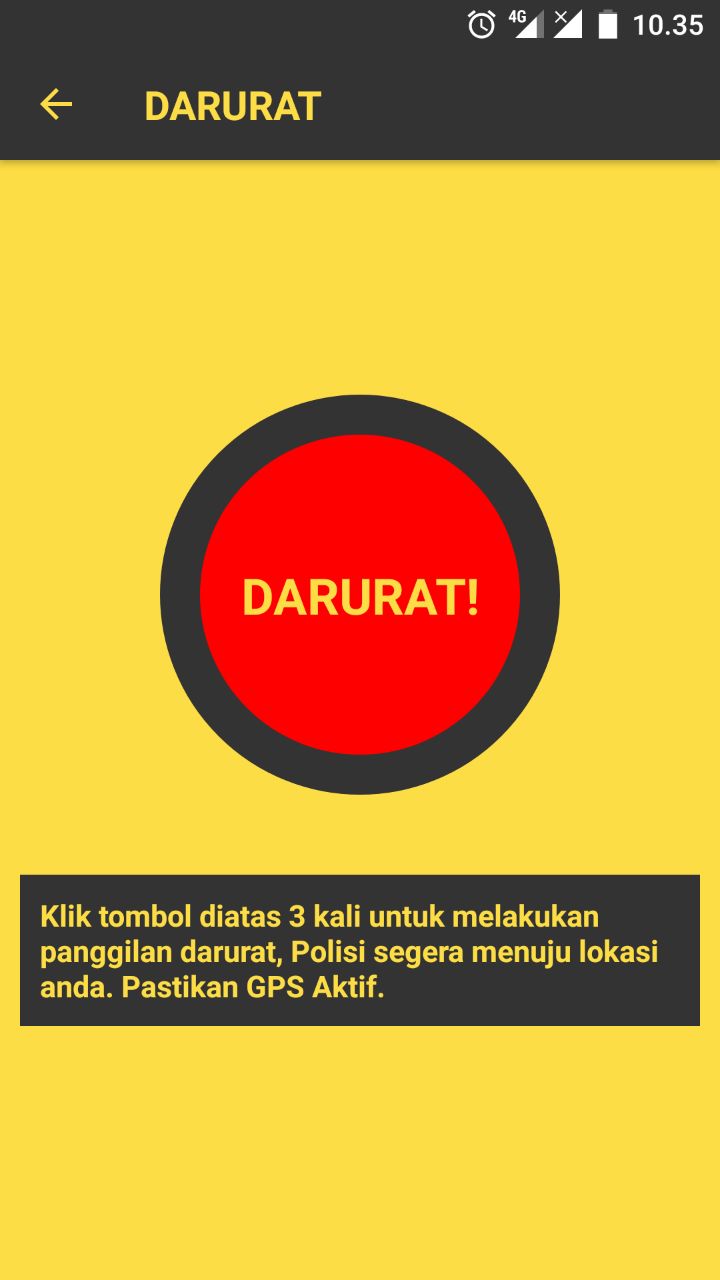 4G 10.35
DARURAT
DARURAT!
Klik tombol diatas 3 kali untuk melakukan
panggilan darurat, Polisi segera menuju lokasi
anda. Pastikan GPS Aktif.